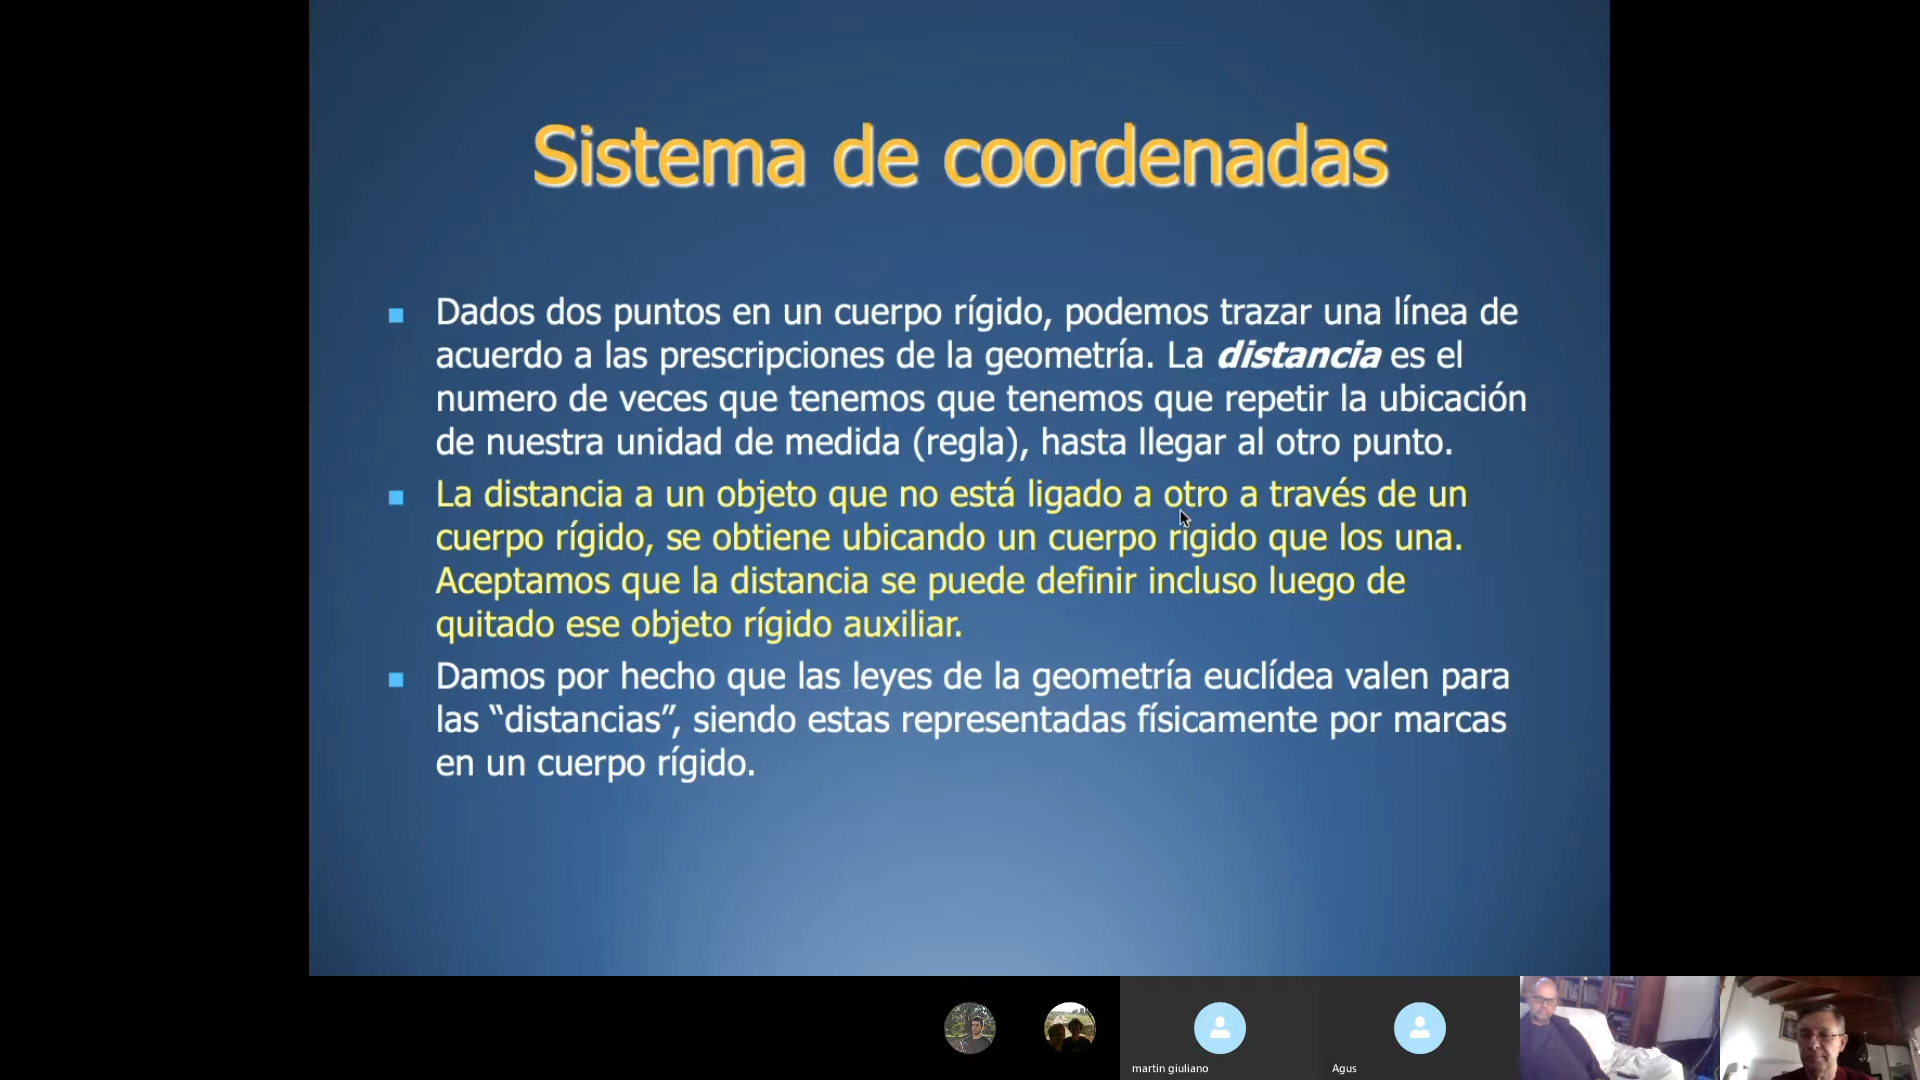 Sistema de coordenadas
Dados dos puntos en un cuerpo rígido, podemos trazar una línea de
acuerdo a las prescripciones de la geometría. La distancia es el
numero de veces que tenemos que tenemos que repetir la ubicación
de nuestra unidad de medida (regla), hasta llegar al otro punto.
La distancia a un objeto que no está ligado a otro a través de un
cuerpo rígido, se obtiene ubicando un cuerpo rígido que los una.
Aceptamos que la distancia se puede definir incluso luego de
quitado ese objeto rígido auxiliar.
Damos por hecho que las leyes de la geometría euclídea valen para
las “distancias”, siendo estas representadas físicamente por marcas
en un cuerpo rígido.
martin giuliano
Agus